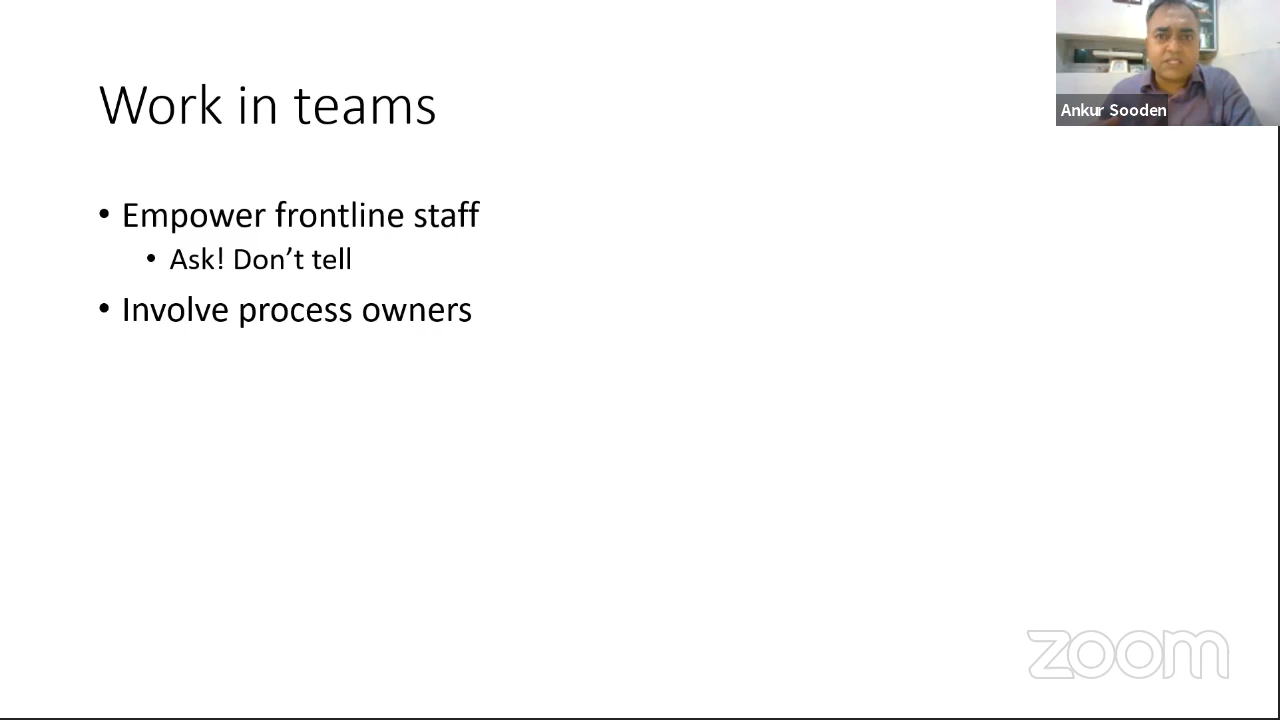 Work in teams
Ankur Sooden
• Empower frontline staff
• Ask! Don’t tell
• Involve process owners
zoom